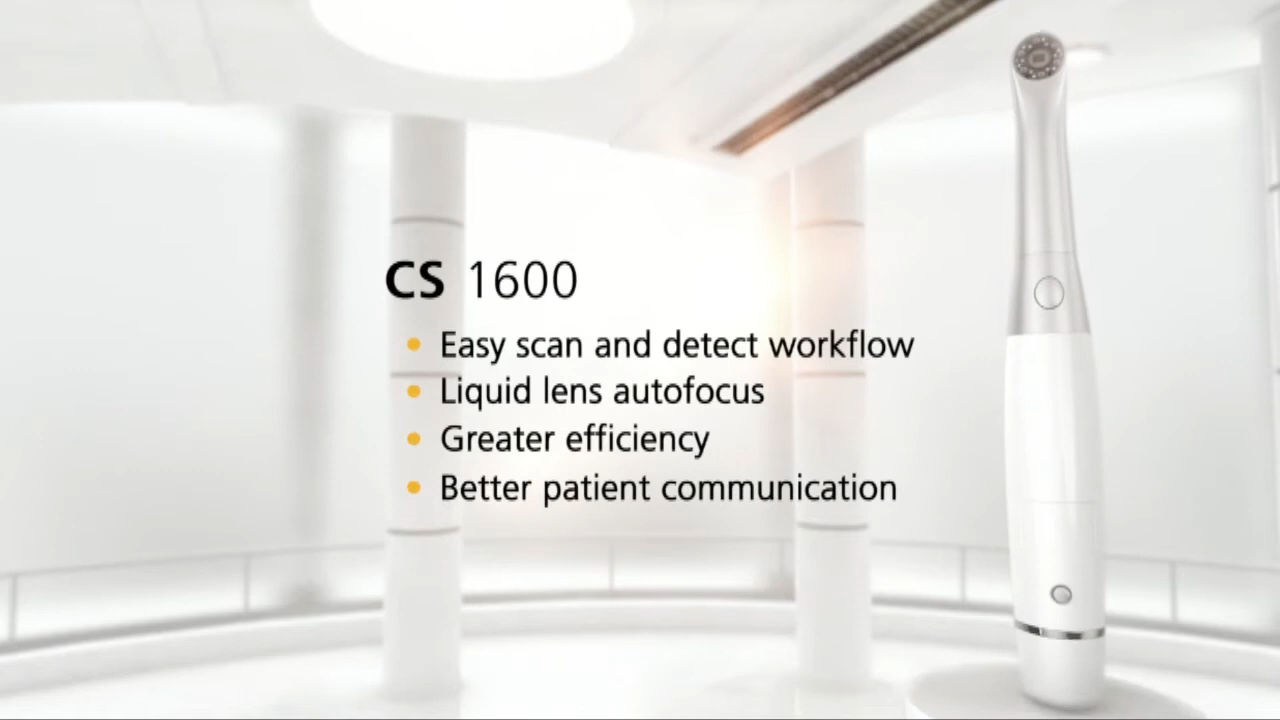 CS 1600
• Easy scan and detect workflow
• Liquid lens autofocus
• Greater efficiency
• Better patient communication